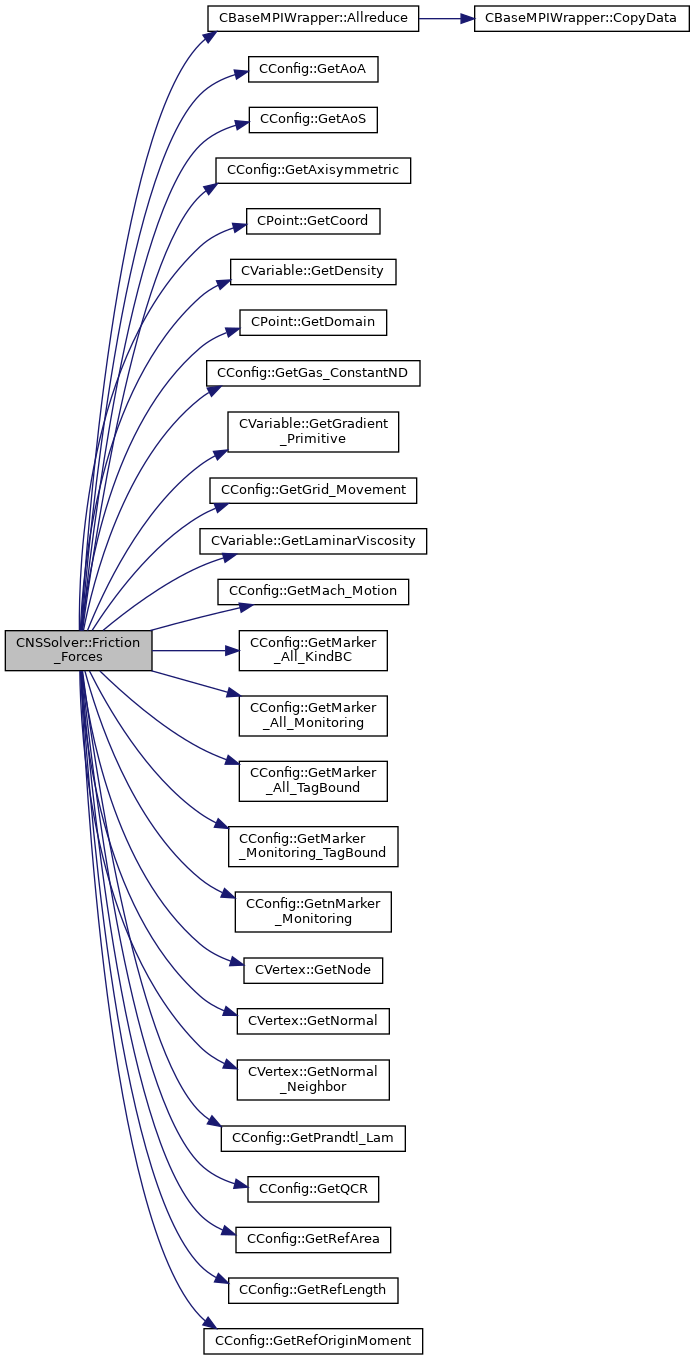 CBaseMPIWrapper::Allreduce
CBaseMPIWrapper::CopyData
CConfig::GetAoA
CConfig::GetAoS
CConfig::GetAxisymmetric
CPoint::GetCoord
CVariable::GetDensity
CPoint::GetDomain
CConfig::GetGas_ConstantND
CVariable::GetGradient
_Primitive
CConfig::GetGrid_Movement
CVariable::GetLaminarViscosity
CConfig::GetMach_Motion
CNSSolver::Friction
_Forces
CConfig::GetMarker
_All_KindBC
CConfig::GetMarker
_All_Monitoring
CConfig::GetMarker
_All_TagBound
CConfig::GetMarker
_Monitoring_TagBound
CConfig::GetnMarker
_Monitoring
CVertex::GetNode
CVertex::GetNormal
CVertex::GetNormal
_Neighbor
CConfig::GetPrandtl_Lam
CConfig::GetQCR
CConfig::GetRefArea
CConfig::GetRefLength
CConfig::GetRefOriginMoment